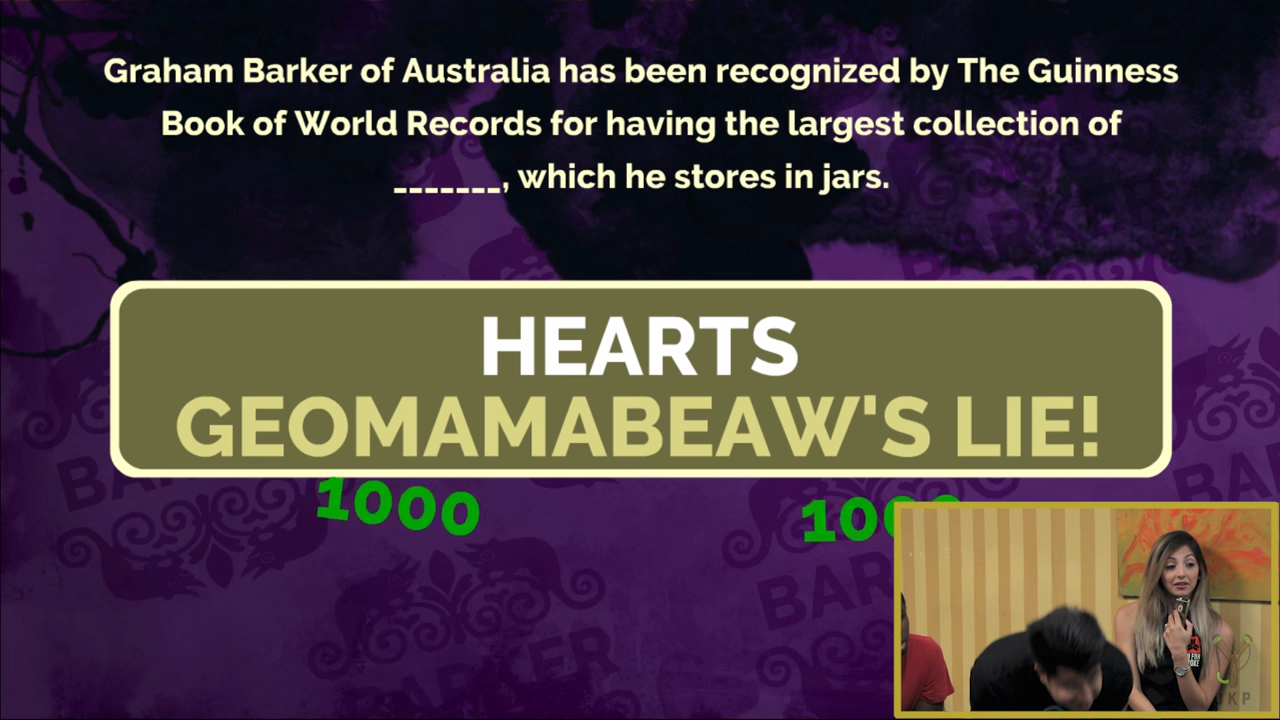 Graham Barker of Australia has been recognized by The Guinness
Book of World Records for having the largest collection of
_______, which he stores in jars.
HEARTS
GEOMAMABEAW'S LIE!
1000
BARKER